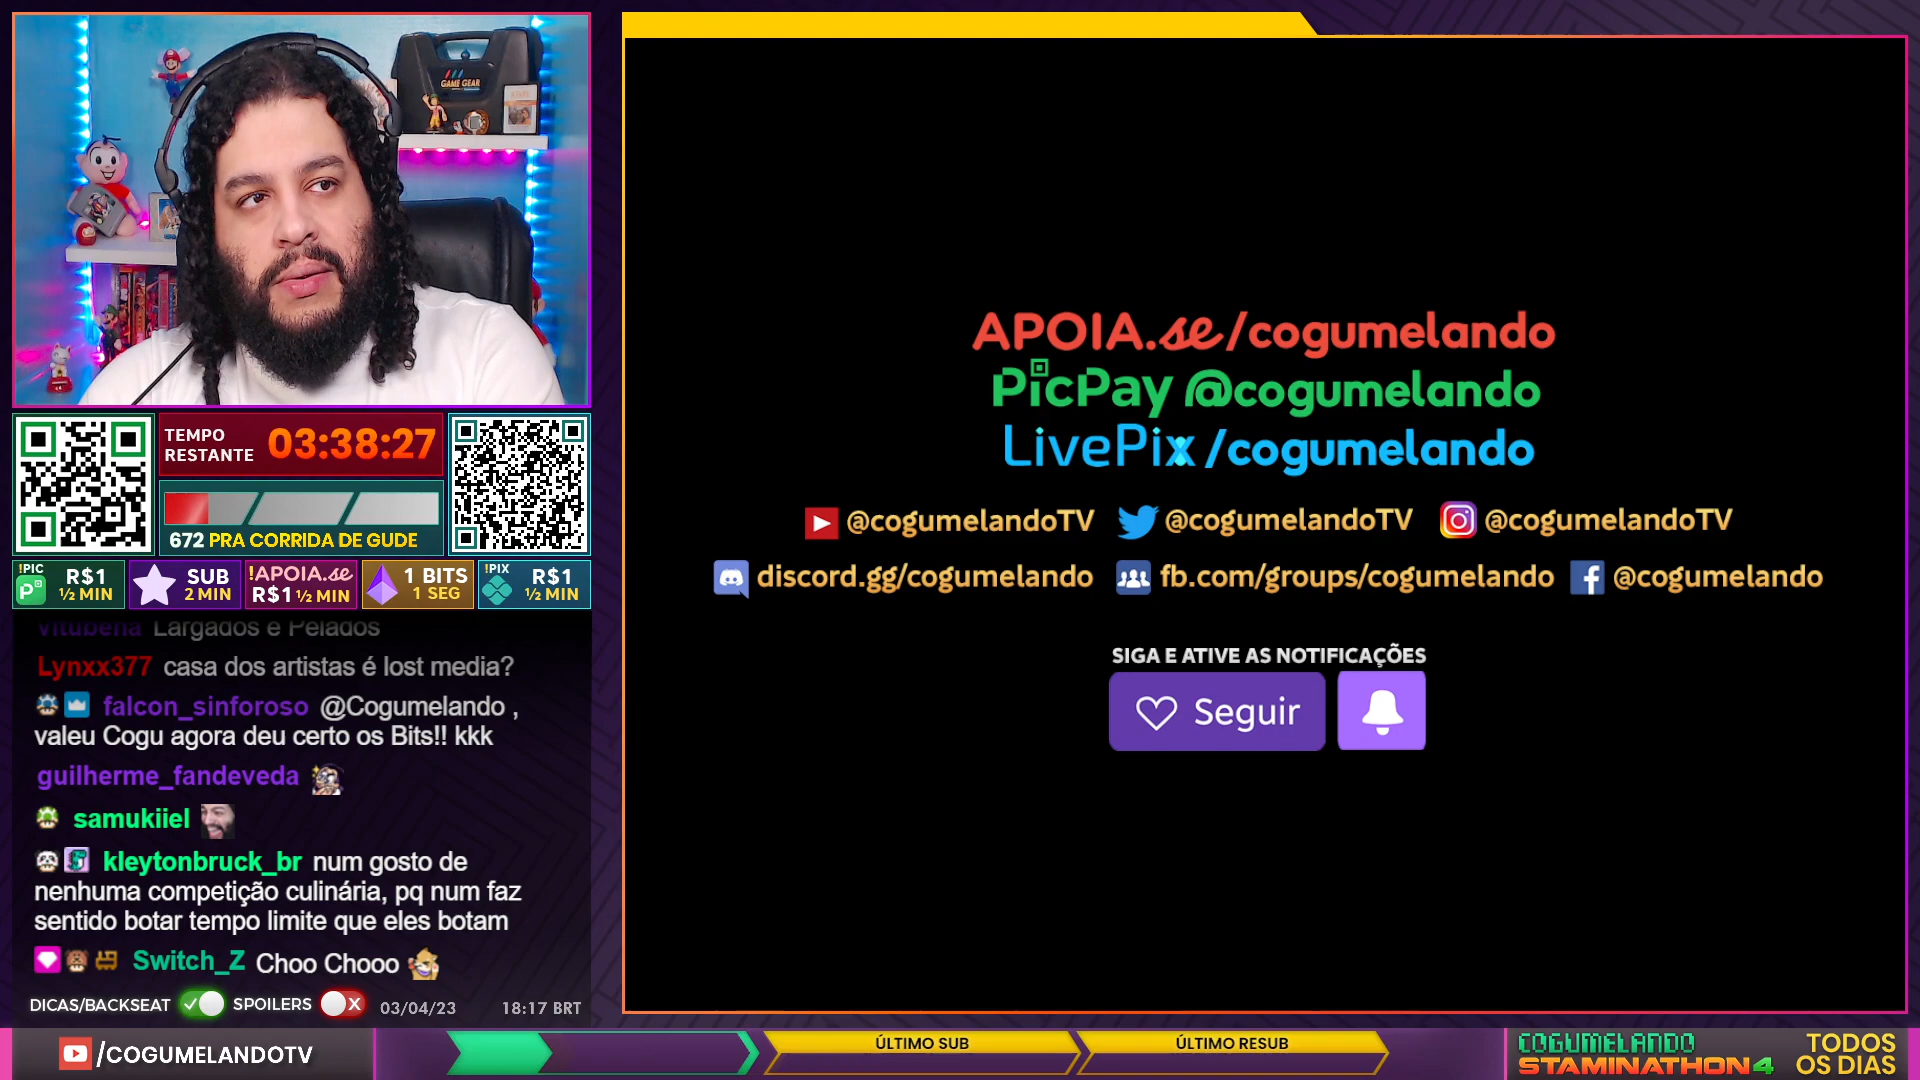 GAME GEAR
TEMPO
RESTANTE
03:38:27
672 PRA CORRIDA DE GUDE
!PIC
R$1
½ MIN
SUB
2 MIN
!APOIA.se
R$1 ½ MIN
1 BITS
1 SEG
!PIX
R$1
½ MIN
vitubena Largados e Pelados
Lynxx377 casa dos artistas é lost media?
falcon_sinforoso @Cogumelando ,
valeu Cogu agora deu certo os Bits!! kkk
guilherme_fandeveda
samukiiel
kleytonbruck_br num gosto de
nenhuma competição culinária, pq num faz
sentido botar tempo limite que eles botam
Switch_Z Choo Chooo
DICAS/BACKSEAT SPOILERS X 03/04/23 18:17 BRT
APOIA.se/cogumelando
PicPay @cogumelando
LivePix /cogumelando
@cogumelandoTV @cogumelandoTV @cogumelandoTV
discord.gg/cogumelando fb.com/groups/cogumelando @cogumelando
SIGA E ATIVE AS NOTIFICAÇÕES
Seguir
/COGUMELANDOTV
ÚLTIMO SUB
ÚLTIMO RESUB
COGUMELANDO
STAMINATHON 4
TODOS
OS DIAS